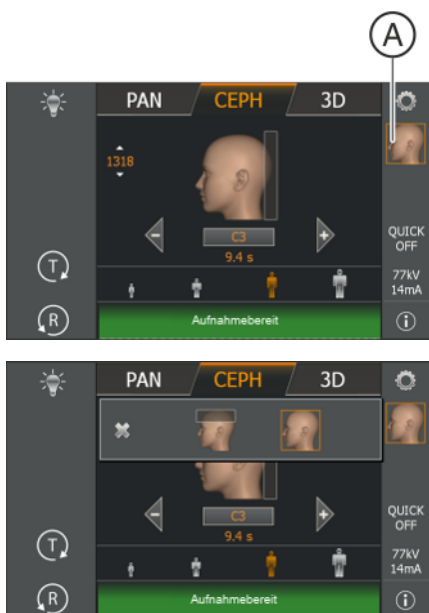 A
PAN CEPH 3D
1318
C3
9.4 s
QUICK
OFF
T
77kV
14mA
R
Aufnahmebereit
i
PAN CEPH 3D
C3
9.4 s
QUICK
OFF
T
77kV
14mA
R
Aufnahmebereit
i